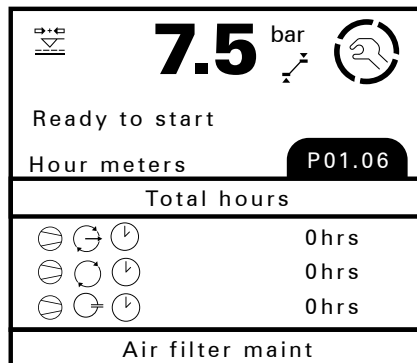 7.5 bar
Ready to start
Hour meters P01.06
Total hours
0hrs
0hrs
0hrs
Air filter maint